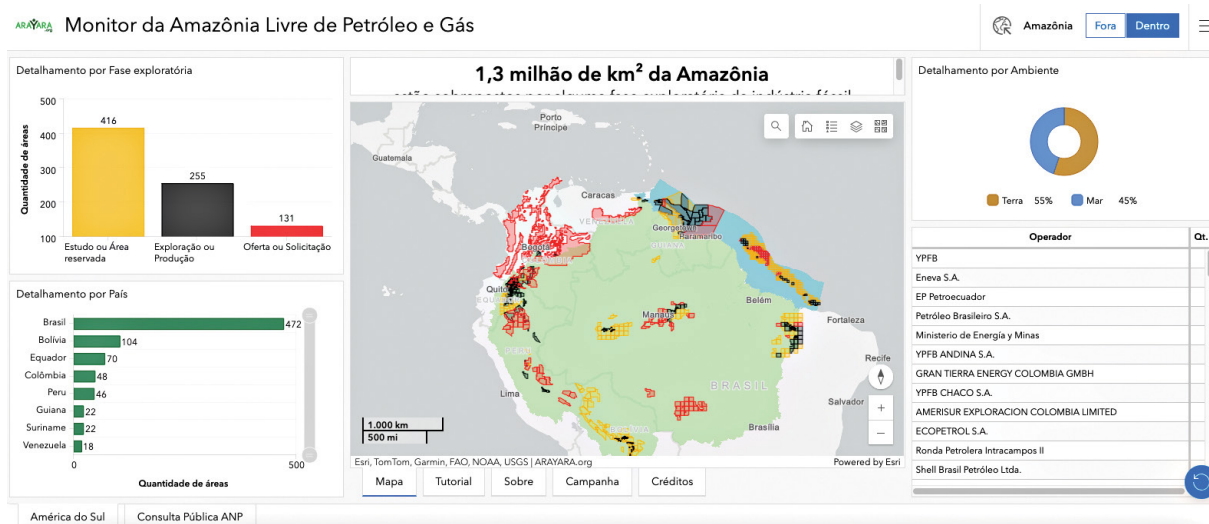 ARAYARA.org
Monitor da Amazônia Livre de Petróleo e Gás
Amazônia
Fora
Dentro
Detalhamento por Fase exploratória
500
400
300
200
100
Quantidade de áreas
416
255
131
Estudo ou Área reservada
Exploração ou Produção
Oferta ou Solicitação
Detalhamento por País
Brasil 472
Bolívia 104
Equador 70
Colômbia 48
Peru 46
Guiana 22
Suriname 22
Venezuela 18
0
500
Quantidade de áreas
América do Sul
Consulta Pública ANP
1,3 milhão de km² da Amazônia
Porto Príncipe
Guatemala
Caracas
VENEZUELA
Georgetown
Paramaribo
GUIANA
Bogotá
Quito
Belém
Manaus
Fortaleza
PERU
Recife
Lima
BRASIL
Salvador
BOLÍVIA
Brasília
1.000 km
500 mi
Esri, TomTom, Garmin, FAO, NOAA, USGS | ARAYARA.org
Powered by Esri
Mapa
Tutorial
Sobre
Campanha
Créditos
Detalhamento por Ambiente
Terra 55%
Mar 45%
Operador
Qt.
YPFB
Eneva S.A.
EP Petroecuador
Petróleo Brasileiro S.A.
Ministerio de Energía y Minas
YPFB ANDINA S.A.
GRAN TIERRA ENERGY COLOMBIA GMBH
YPFB CHACO S.A.
AMERISUR EXPLORACION COLOMBIA LIMITED
ECOPETROL S.A.
Ronda Petrolera Intracampos II
Shell Brasil Petróleo Ltda.